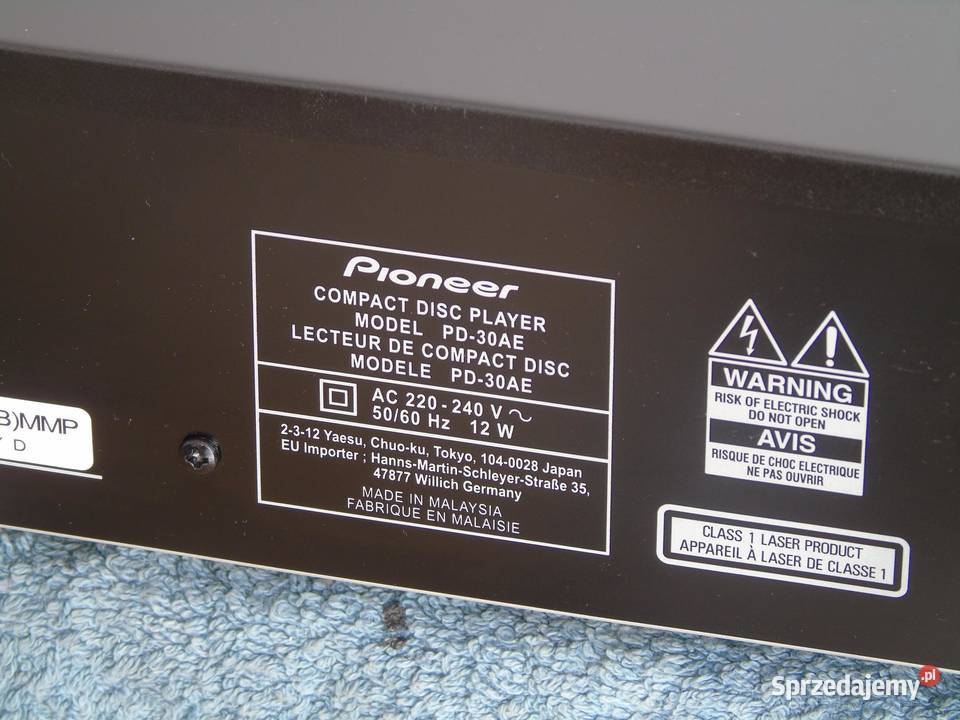 Pioneer
COMPACT DISC PLAYER
MODEL PD-30AE
LECTEUR DE COMPACT DISC
MODELE PD-30AE
AC 220 - 240 V ~
50/60 Hz 12 W
2-3-12 Yaesu, Chuo-ku, Tokyo, 104-0028 Japan
EU Importer ; Hanns-Martin-Schleyer-Straße 35,
47877 Willich Germany
MADE IN MALAYSIA
FABRIQUE EN MALAISIE
B)MMP
D
WARNING
RISK OF ELECTRIC SHOCK
DO NOT OPEN
AVIS
RISQUE DE CHOC ELECTRIQUE
NE PAS OUVRIR
CLASS 1 LASER PRODUCT
APPAREIL À LASER DE CLASSE 1
Sprzedajemy.pl